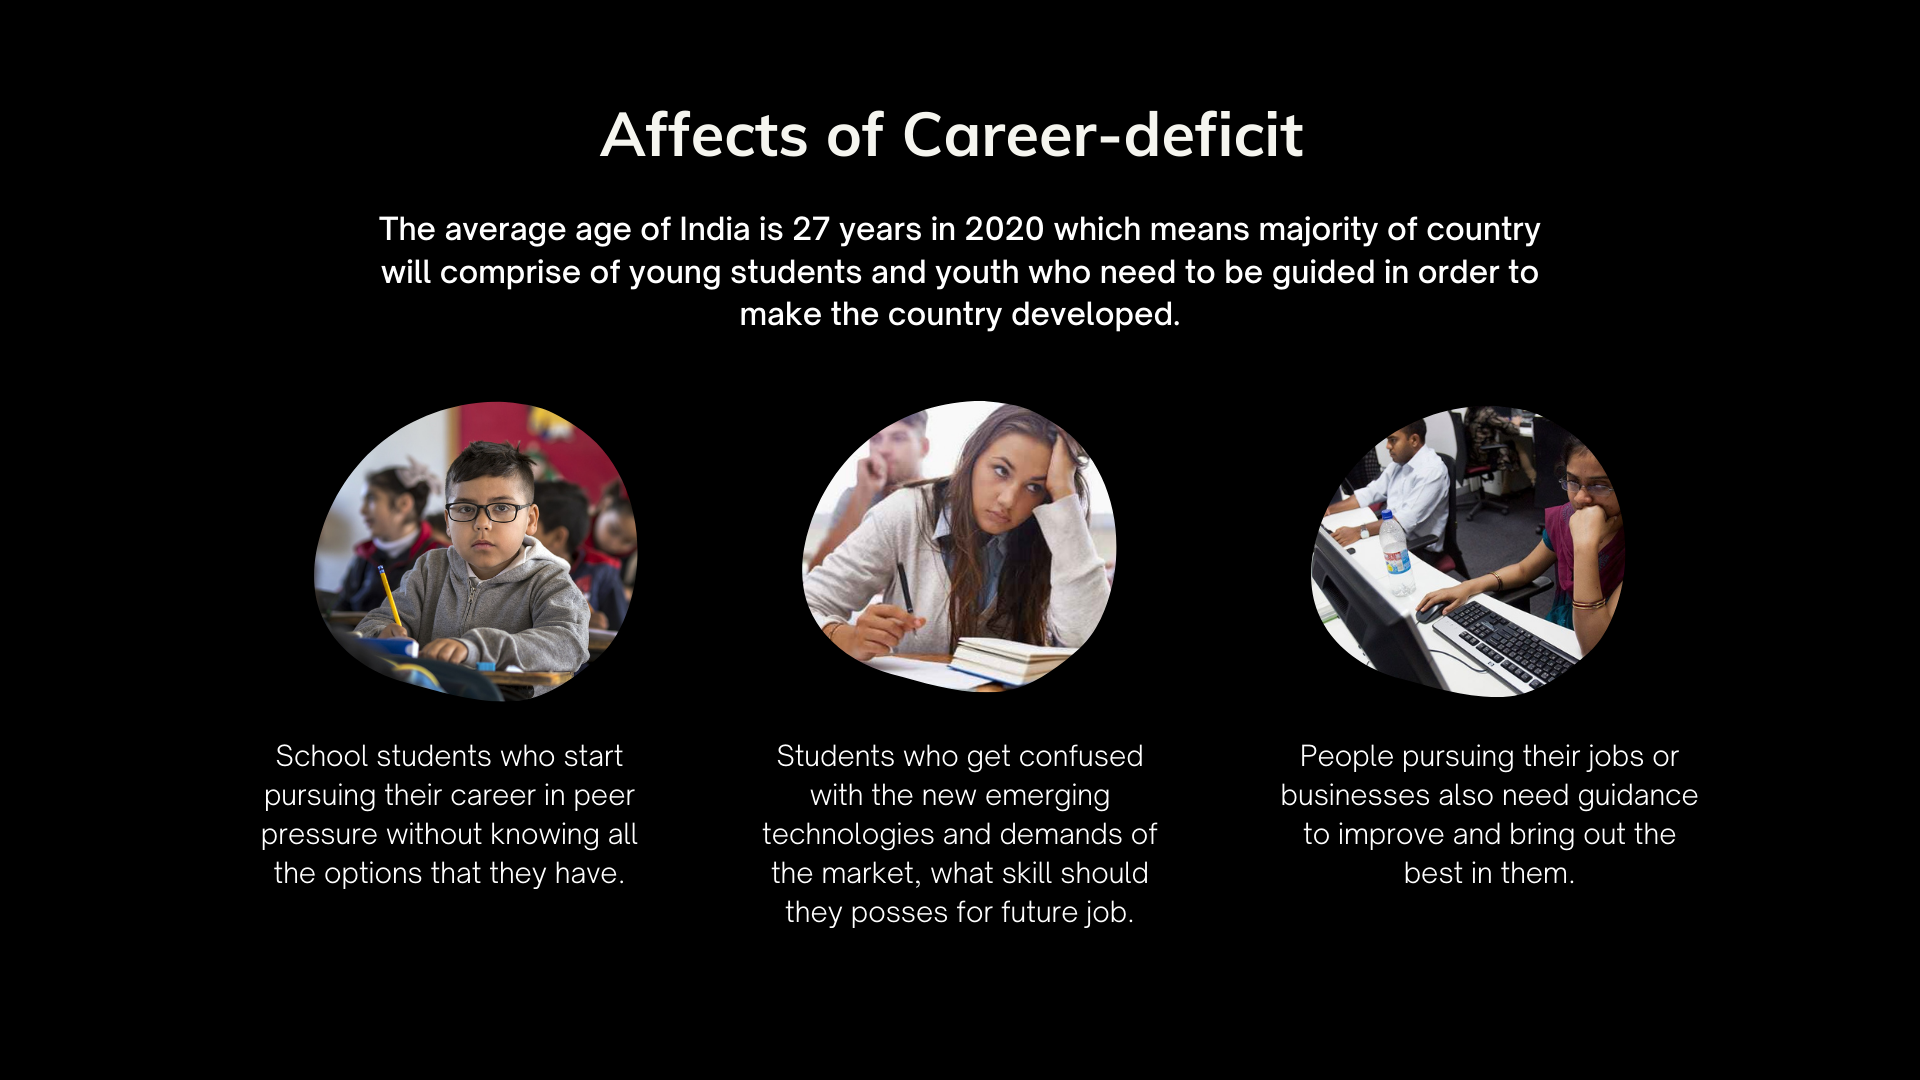 Affects of Career-deficit
The average age of India is 27 years in 2020 which means majority of country
will comprise of young students and youth who need to be guided in order to
make the country developed.
School students who start
pursuing their career in peer
pressure without knowing all
the options that they have.
Students who get confused
with the new emerging
technologies and demands of
the market, what skill should
they posses for future job.
People pursuing their jobs or
businesses also need guidance
to improve and bring out the
best in them.